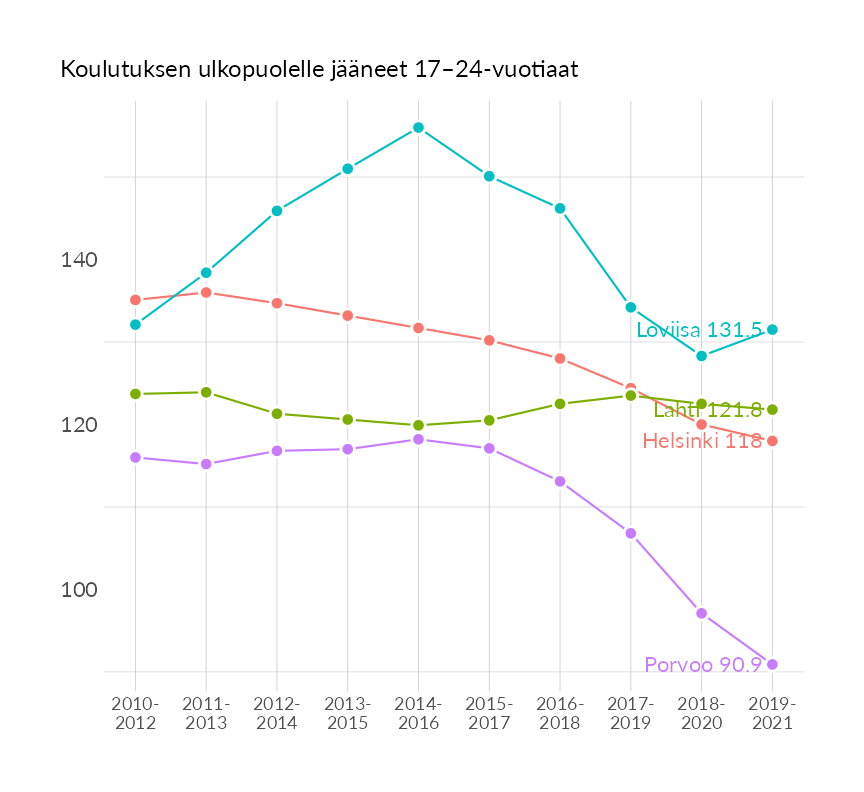 Koulutuksen ulkopuolelle jääneet 17–24-vuotiaat
140
Loviisa 131.5
Lahti 121.8
120
Helsinki 118
100
Porvoo 90.9
2010- 2011- 2012- 2013- 2014- 2015- 2016- 2017- 2018- 2019-
2012 2013 2014 2015 2016 2017 2018 2019 2020 2021